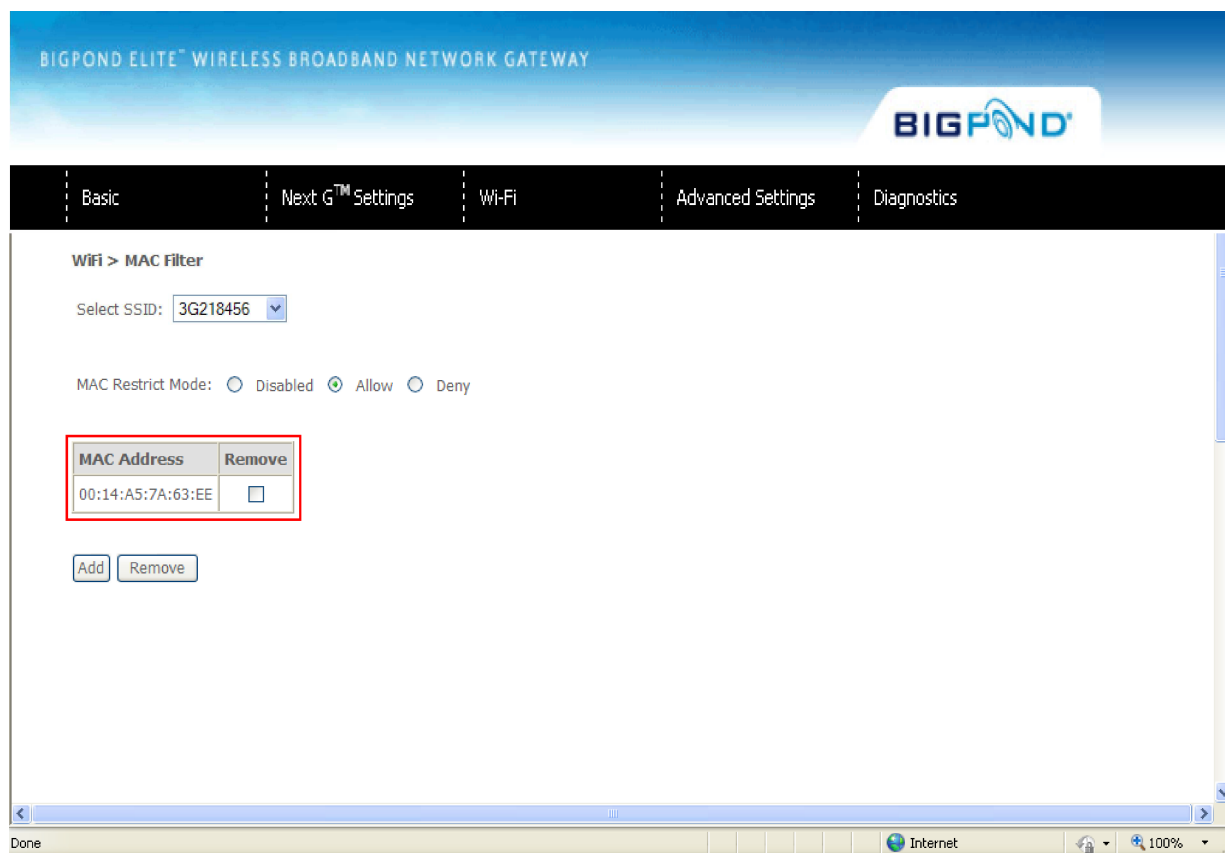 BIGPOND ELITE™ WIRELESS BROADBAND NETWORK GATEWAY
BIGPOND®
Basic
Next G™ Settings
Wi-Fi
Advanced Settings
Diagnostics
WiFi > MAC Filter
Select SSID: 3G218456
MAC Restrict Mode: Disabled Allow Deny
MAC Address Remove
00:14:A5:7A:63:EE
Add Remove
Done Internet 100%